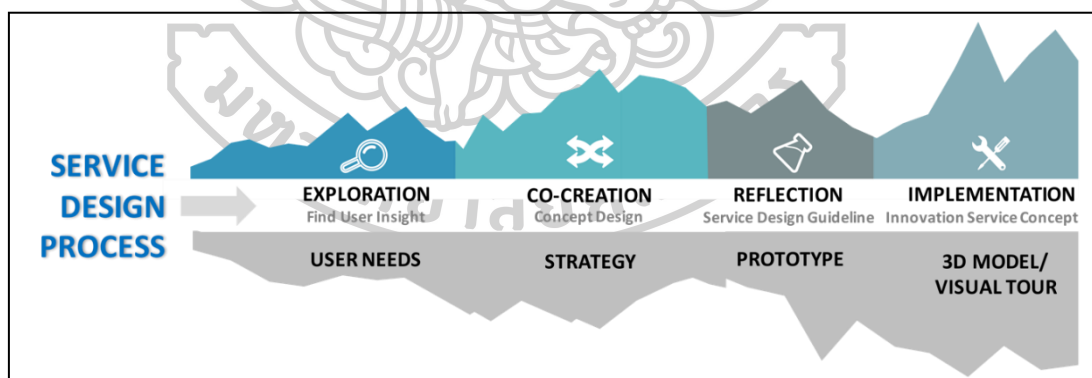 SERVICE
DESIGN
PROCESS
EXPLORATION
Find User Insight
CO-CREATION
Concept Design
REFLECTION
Service Design Guideline
IMPLEMENTATION
Innovation Service Concept
USER NEEDS
STRATEGY
PROTOTYPE
3D MODEL/
VISUAL TOUR